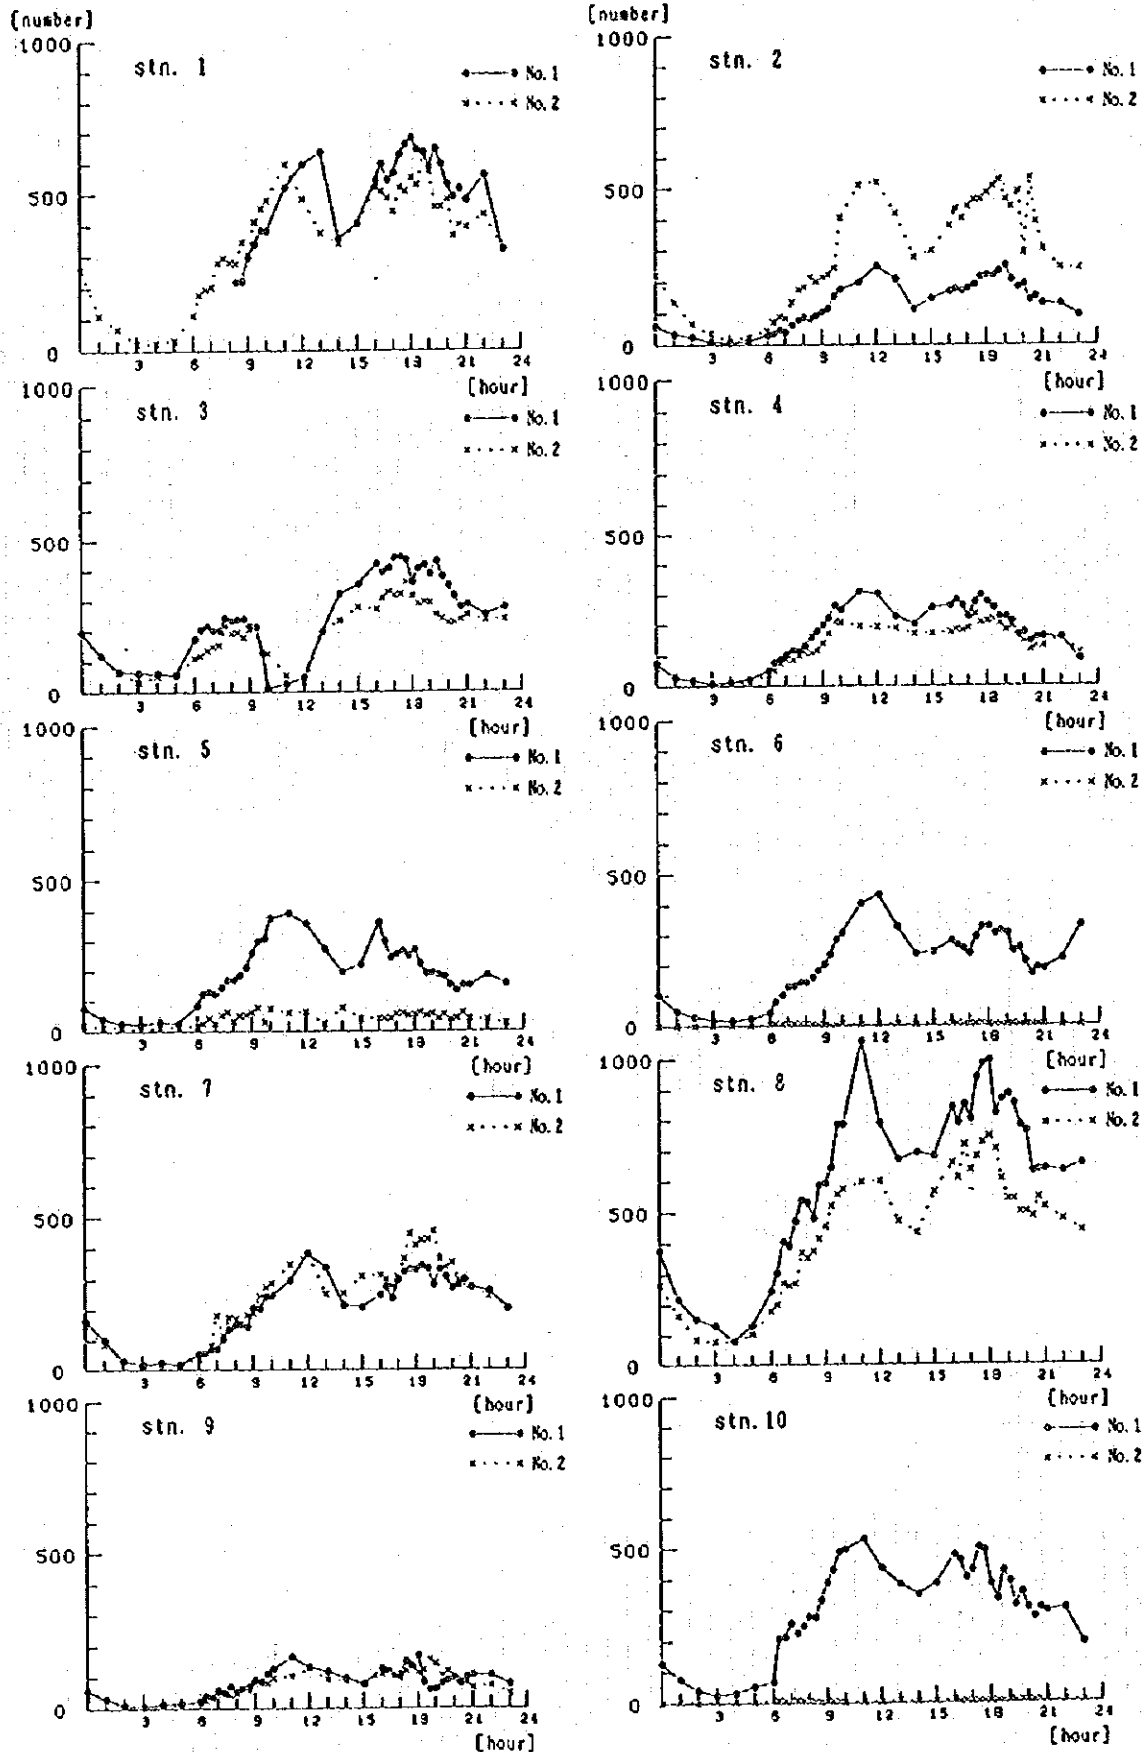 [number]
1000
stn. 1
No.1
No.2
500
0
3 6 9 12 15 18 21 24
[hour]
[number]
1000
stn. 2
No.1
No.2
500
0
3 6 9 12 15 18 21 24
[hour]
1000
stn. 3
No.1
No.2
500
0
3 6 9 12 15 18 21 24
[hour]
1000
stn. 4
No.1
No.2
500
0
3 6 9 12 15 18 21 24
[hour]
1000
stn. 5
No.1
No.2
500
0
3 6 9 12 15 18 21 24
[hour]
1000
stn. 6
No.1
No.2
500
0
3 6 9 12 15 18 21 24
[hour]
1000
stn. 7
No.1
No.2
500
0
3 6 9 12 15 18 21 24
[hour]
1000
stn. 8
No.1
No.2
500
0
3 6 9 12 15 18 21 24
[hour]
1000
stn. 9
No.1
No.2
500
0
3 6 9 12 15 18 21 24
[hour]
1000
stn. 10
No.1
No.2
500
0
3 6 9 12 15 18 21 24
[hour]